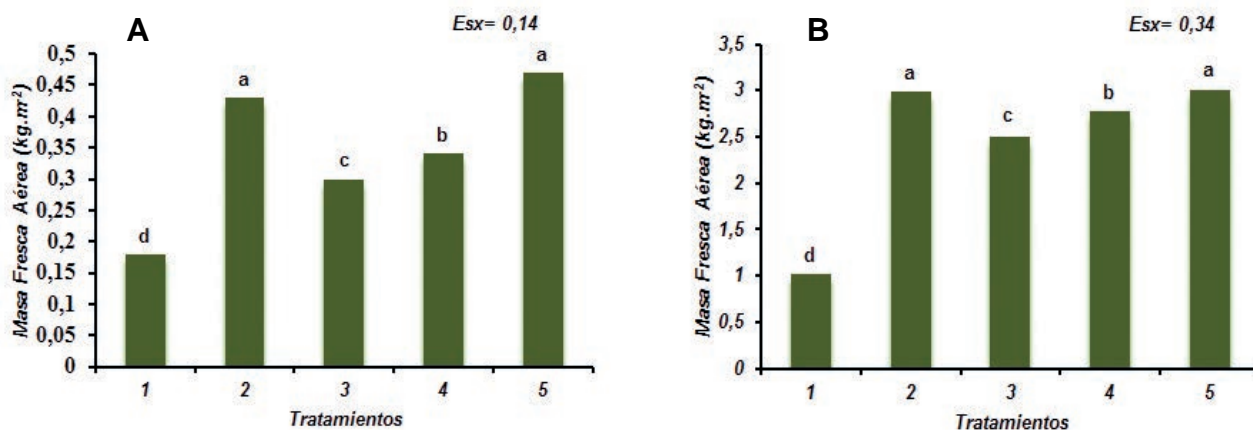 A
Esx= 0,14
Masa Fresca Aérea (kg.m²)
0,5
0,45
0,4
0,35
0,3
0,25
0,2
0,15
0,1
0,05
0
d
a
c
b
a
1 2 3 4 5
Tratamientos
B
Esx= 0,34
Masa Fresca Aérea (kg.m²)
3,5
3
2,5
2
1,5
1
0,5
0
d
a
c
b
a
1 2 3 4 5
Tratamientos